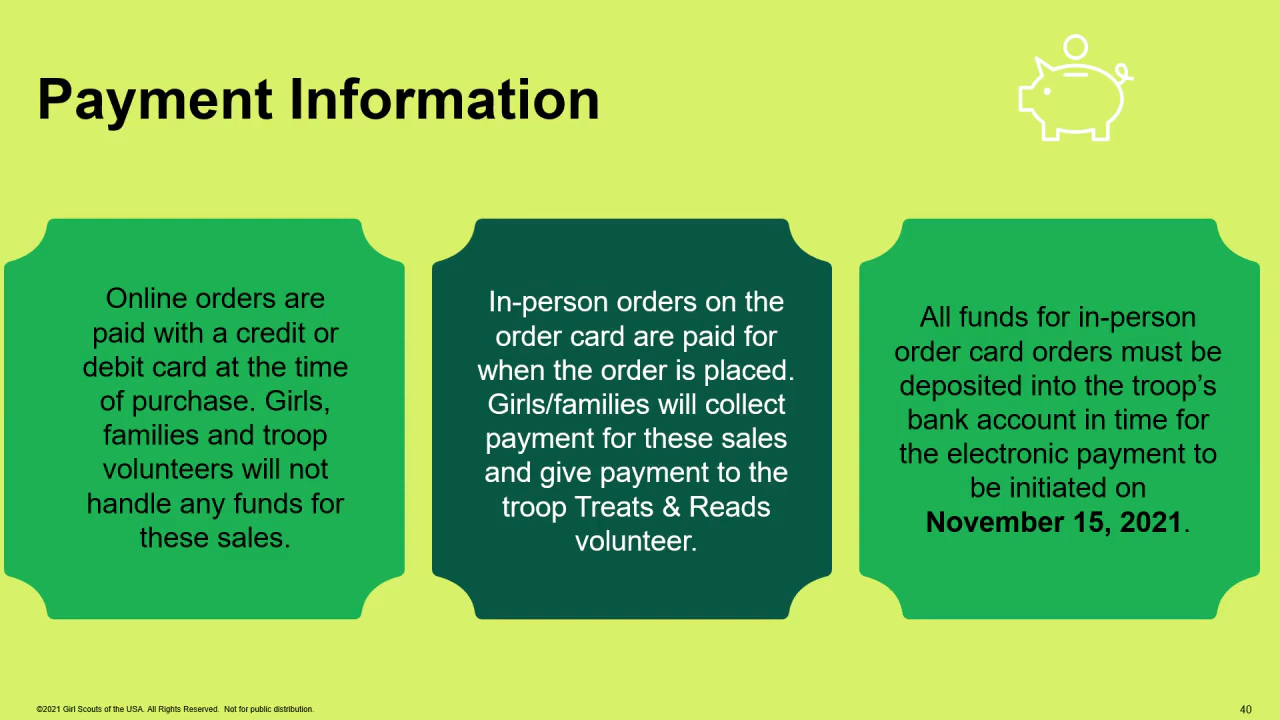 Payment Information
Online orders are
paid with a credit or
debit card at the time
of purchase. Girls,
families and troop
volunteers will not
handle any funds for
these sales.
In-person orders on the
order card are paid for
when the order is placed.
Girls/families will collect
payment for these sales
and give payment to the
troop Treats & Reads
volunteer.
All funds for in-person
order card orders must be
deposited into the troop’s
bank account in time for
the electronic payment to
be initiated on
November 15, 2021.
©2021 Girl Scouts of the USA. All Rights Reserved.  Not for public distribution.
40